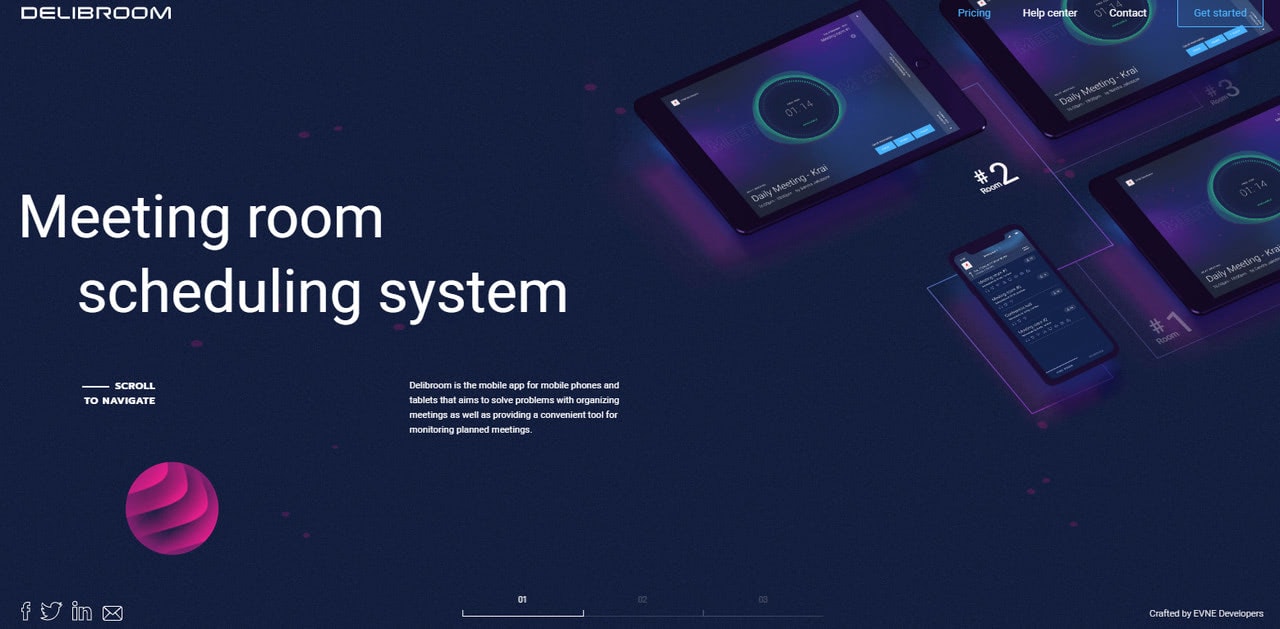 DELIBROOM
Pricing
Help center
Contact
Get started
Meeting room
scheduling system
SCROLL
TO NAVIGATE
Delibroom is the mobile app for mobile phones and
tablets that aims to solve problems with organizing
meetings as well as providing a convenient tool for
monitoring planned meetings.
01:14
Daily Meeting - Krai
01:14
Daily Meeting - Krai
#3
Room
#2
Room
Daily Meeting - Krai
#1
Room
01
02
03
Crafted by EVNE Developers